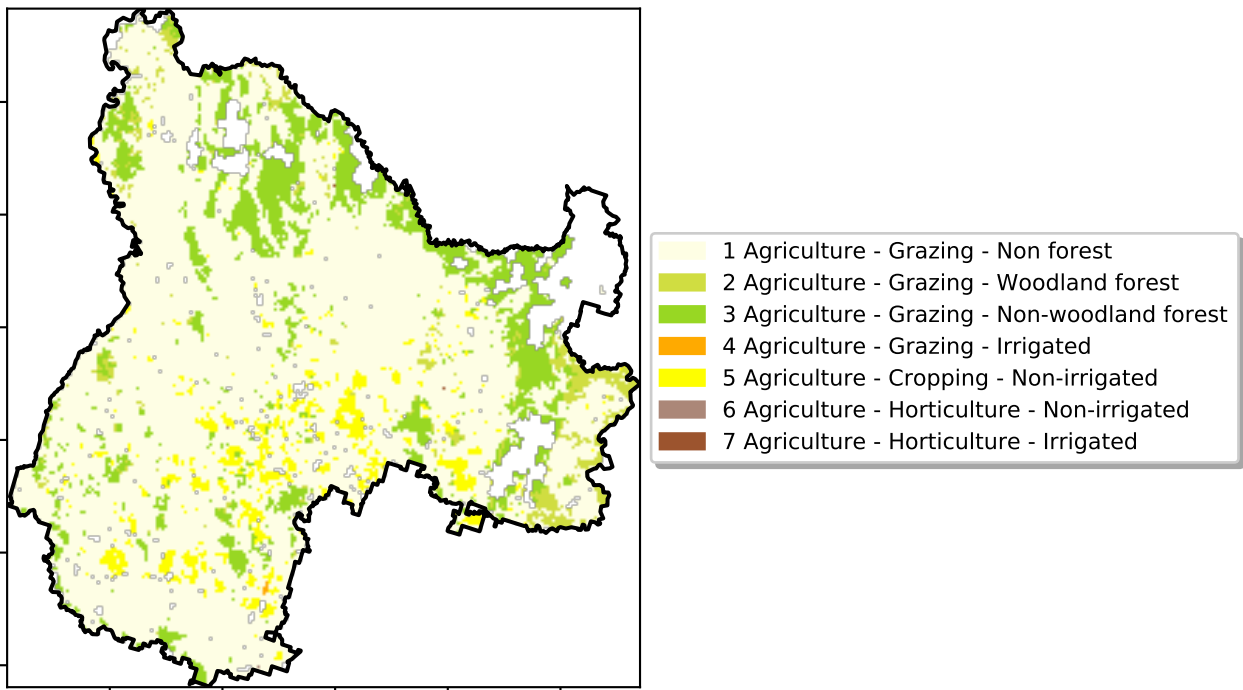 1 Agriculture - Grazing - Non forest
2 Agriculture - Grazing - Woodland forest
3 Agriculture - Grazing - Non-woodland forest
4 Agriculture - Grazing - Irrigated
5 Agriculture - Cropping - Non-irrigated
6 Agriculture - Horticulture - Non-irrigated
7 Agriculture - Horticulture - Irrigated